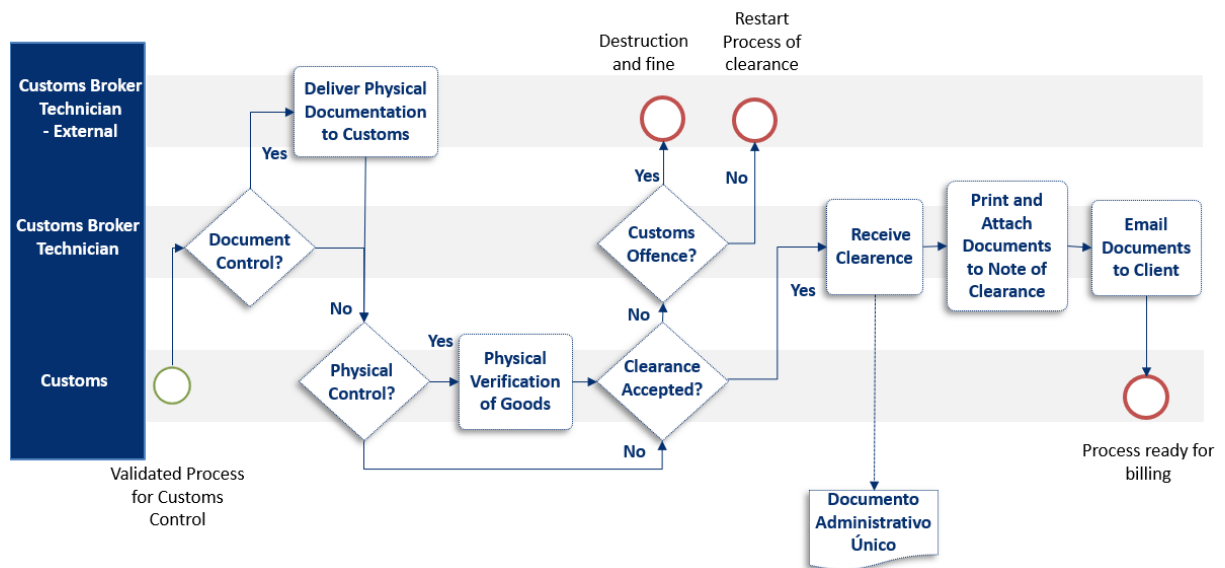 Customs Broker
Technician
- External
Customs Broker
Technician
Customs
Validated Process
for Customs
Control
Document
Control?
Yes
No
Deliver Physical
Documentation
to Customs
Physical
Control?
Yes
No
Physical
Verification
of Goods
Clearance
Accepted?
No
Yes
Customs
Offence?
Yes
No
Destruction
and fine
Restart
Process of
clearance
Receive
Clearence
Documento
Administrativo
Único
Print and
Attach
Documents
to Note of
Clearance
Email
Documents
to Client
Process ready for
billing